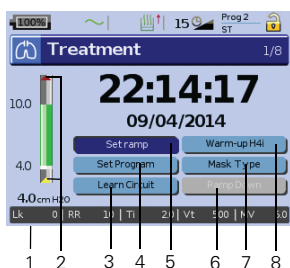 100% 15 Prog 2
ST
Treatment 1/8
22:14:17
09/04/2014
10.0
4.0
4.0 cm H2O
Set ramp Warm-up H4i
Set Program Mask Type
Learn Circuit Ramp Down
Lk 0 RR 10 Ti 2.0 Vt 500 MV 5.0
1 2 3 4 5 6 7 8